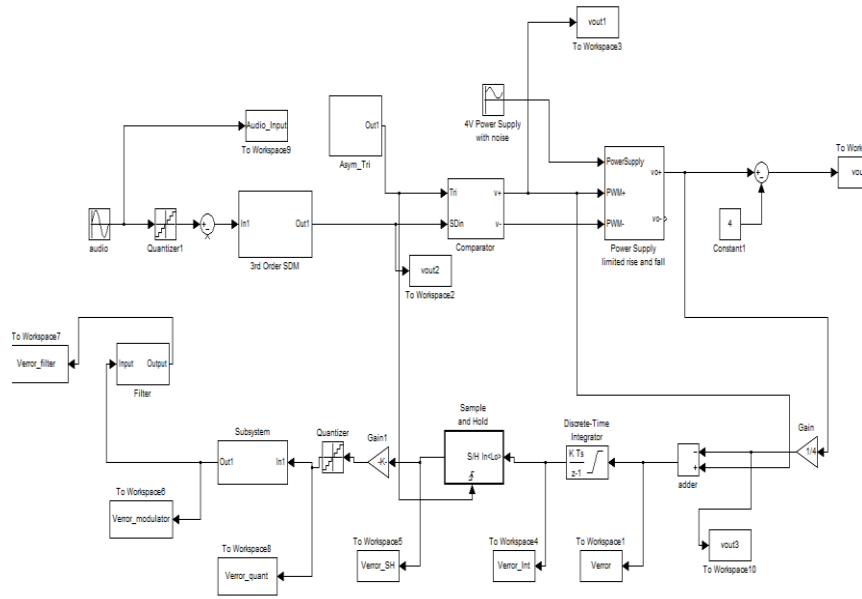 vout1
To Workspace3
4V Power Supply
with noise
Audio_Input
To Workspace9
Out1
Asym_Tri
PowerSupply
PWM+
PWM-
vo+
vo-
Power Supply
limited rise and fall
To Work
vou
4
Constant1
Tri
SDin
v+
v-
Comparator
audio
Quantizer1
In1
Out1
3rd Order SDM
vout2
To Workspace2
To Workspace7
Verror_filter
Input
Output
Filter
Subsystem
Out1
In1
Quantizer
Gain1
-K-
Sample
and Hold
S/H
In<Lo>
Discrete-Time
Integrator
K Ts
z-1
adder
Gain
1/4
To Workspace6
Verror_modulator
To Workspace8
Verror_quant
To Workspace5
Verror_SH
To Workspace4
Verror_Int
To Workspace1
Verror
vout3
To Workspace10